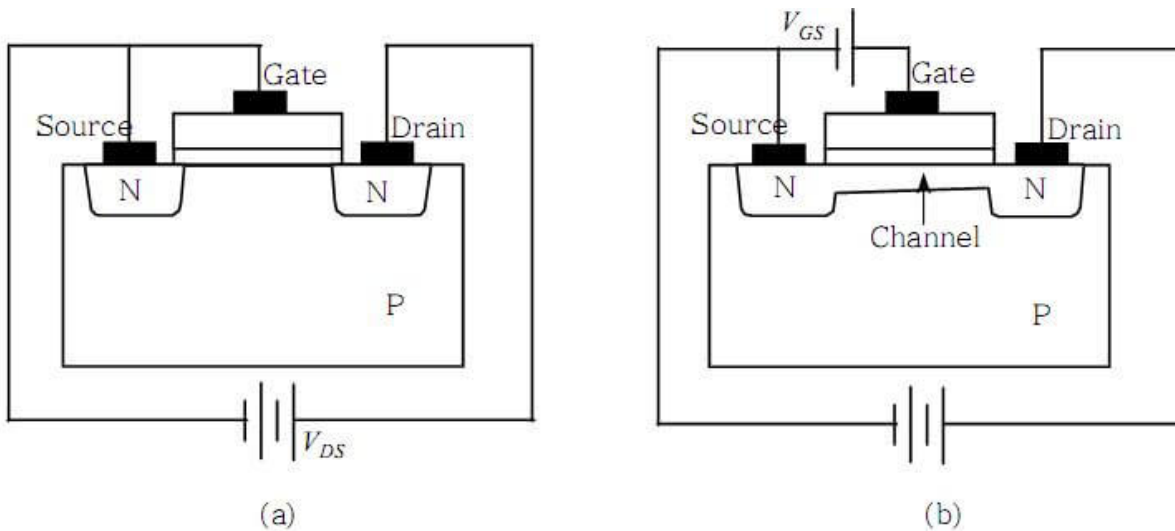 Gate
Source
Drain
N
N
P
V_DS
(a)
V_GS
Gate
Source
Drain
N
N
Channel
P
(b)